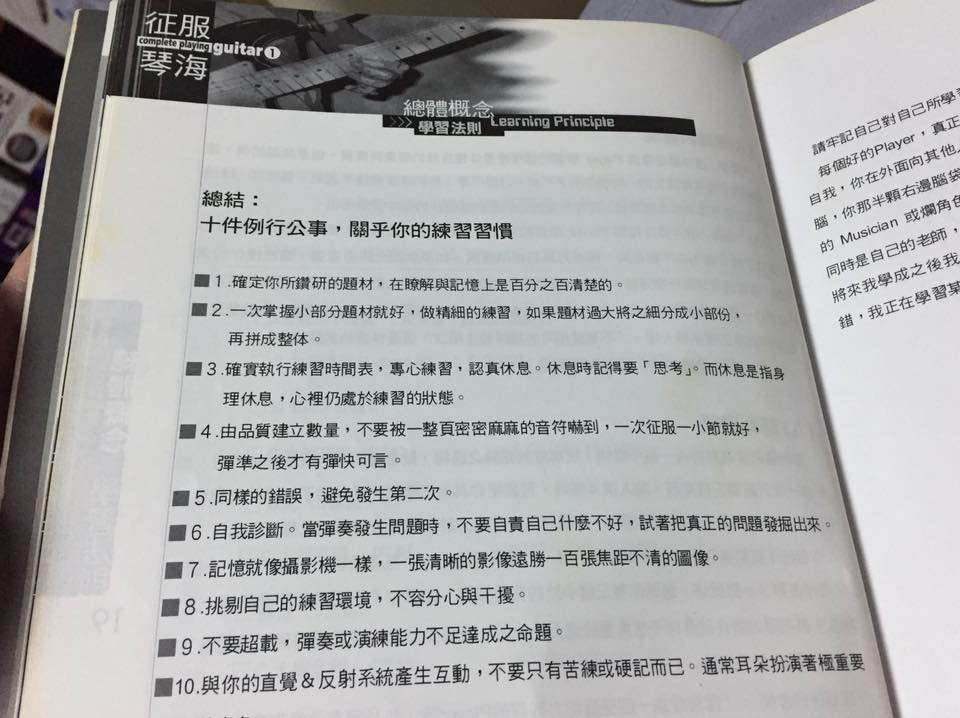 征服
complete playing guitar 1
琴海
總體概念
>>> 學習法則 Learning Principle
總結：
十件例行公事，關乎你的練習習慣
■1.確定你所鑽研的題材，在瞭解與記憶上是百分之百清楚的。
■2.一次掌握小部分題材就好，做精細的練習，如果題材過大將之細分成小部份，
再拼成整体。
■3.確實執行練習時間表，專心練習，認真休息。休息時記得要「思考」。而休息是指身
理休息，心裡仍處於練習的狀態。
■4.由品質建立數量，不要被一整頁密密麻麻的音符嚇到，一次征服一小節就好，
彈準之後才有彈快可言。
■5.同樣的錯誤，避免發生第二次。
■6.自我診斷。當彈奏發生問題時，不要自責自己什麼不好，試著把真正的問題發掘出來。
■7.記憶就像攝影機一樣，一張清晰的影像遠勝一百張焦距不清的圖像。
■8.挑剔自己的練習環境，不容分心與干擾。
■9.不要超載，彈奏或演練能力不足達成之命題。
■10.與你的直覺＆反射系統產生互動，不要只有苦練或硬記而已。通常耳朵扮演著極重要
請牢記自己對自己所學習
每個好的Player，真正
自我，你在外面向其他人
腦，你那半顆右邊腦袋
的 Musician 或爛角色
同時是自己的老師，
將來我學成之後我
錯，我正在學習某